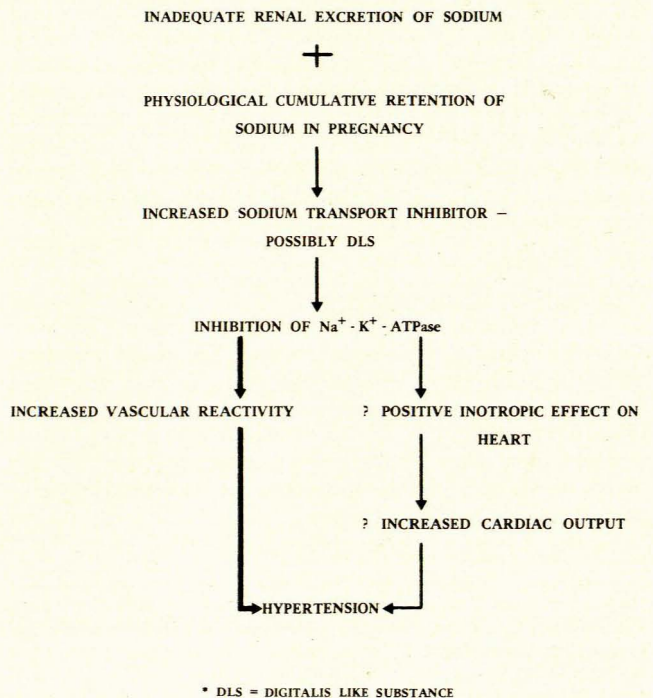 INADEQUATE RENAL EXCRETION OF SODIUM
+
PHYSIOLOGICAL CUMULATIVE RETENTION OF
SODIUM IN PREGNANCY
INCREASED SODIUM TRANSPORT INHIBITOR –
POSSIBLY DLS
INHIBITION OF Na⁺ - K⁺ - ATPase
INCREASED VASCULAR REACTIVITY
? POSITIVE INOTROPIC EFFECT ON
HEART
? INCREASED CARDIAC OUTPUT
HYPERTENSION
* DLS = DIGITALIS LIKE SUBSTANCE